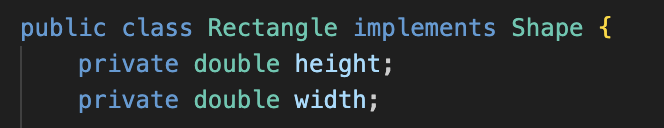 public class Rectangle implements Shape {
    private double height;
    private double width;